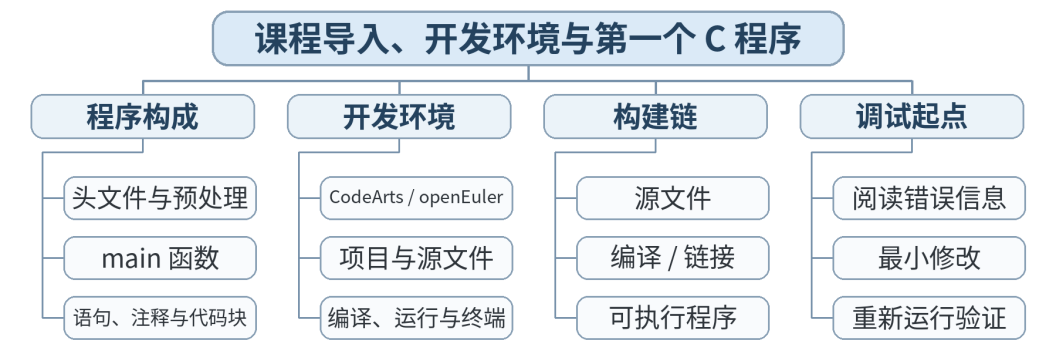 课程导入、开发环境与第一个 C 程序
程序构成
头文件与预处理
main 函数
语句、注释与代码块
开发环境
CodeArts / openEuler
项目与源文件
编译、运行与终端
构建链
源文件
编译 / 链接
可执行程序
调试起点
阅读错误信息
最小修改
重新运行验证